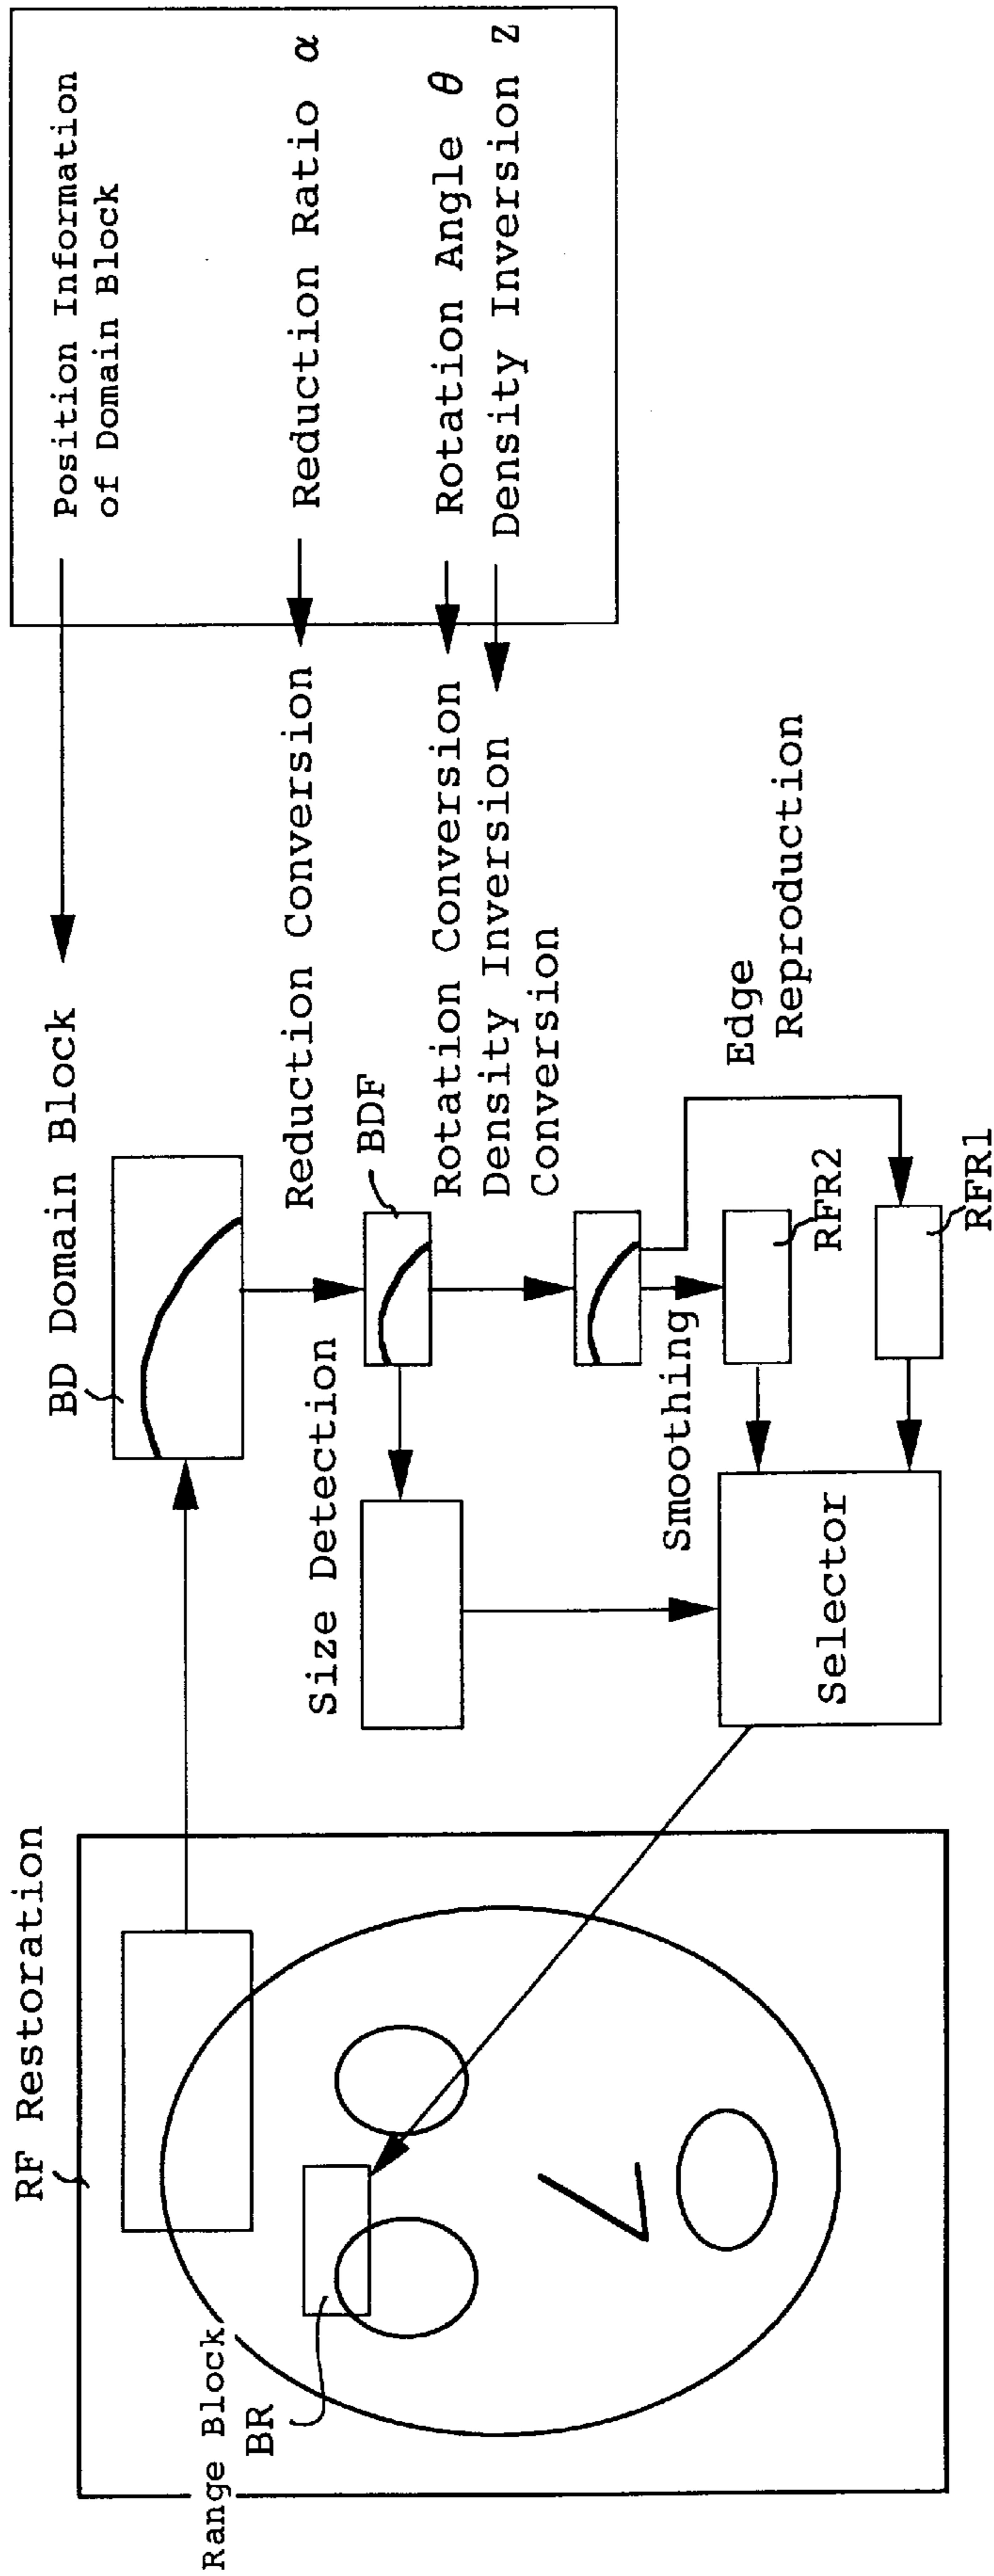 RF Restoration
Range Block
BR
BD Domain Block
Position Information
of Domain Block
Reduction Conversion
Reduction Ratio α
Size Detection
BDF
Rotation Conversion
Rotation Angle θ
Density Inversion
Conversion
Density Inversion Z
Smoothing
Edge
Reproduction
RFR2
Selector
RFR1